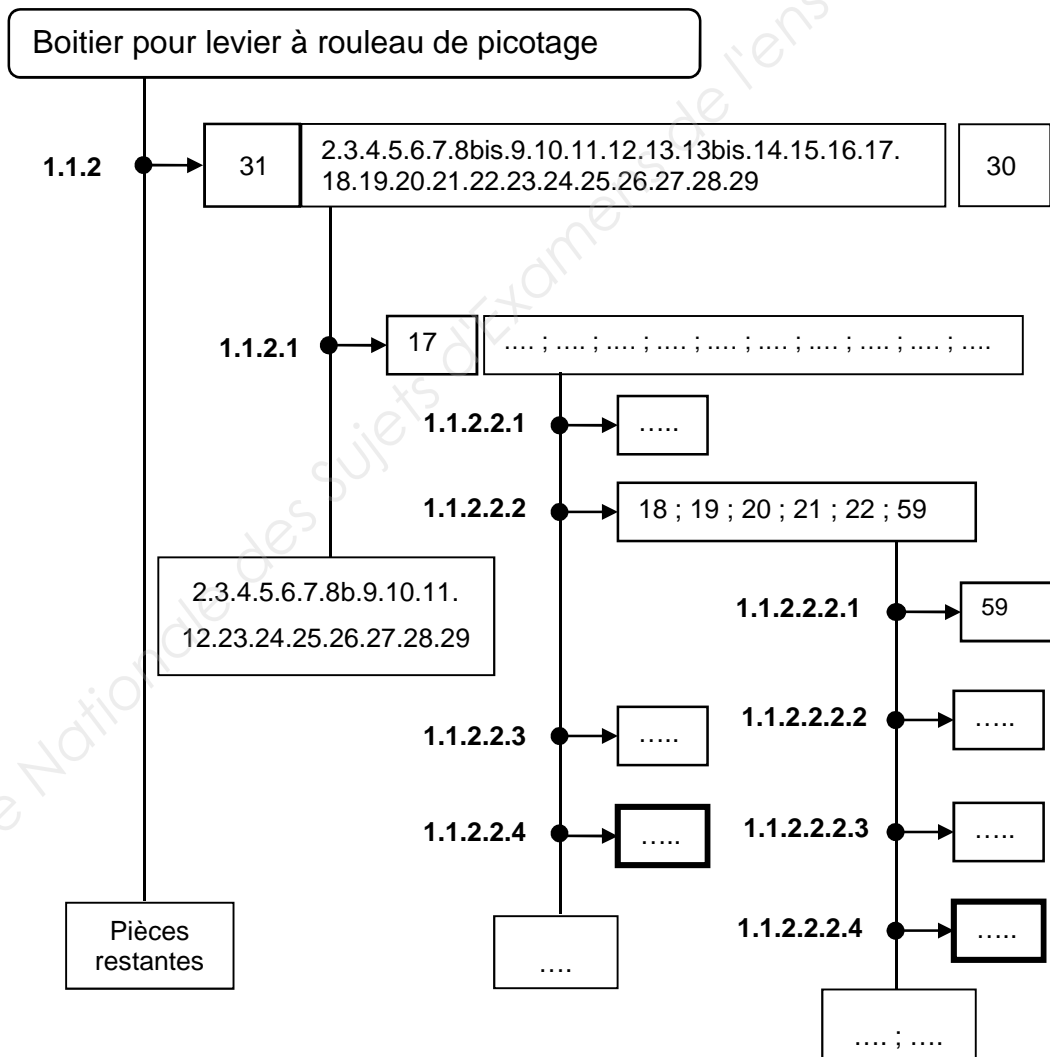 Boitier pour levier à rouleau de picotage
1.1.2
31
2.3.4.5.6.7.8bis.9.10.11.12.13.13bis.14.15.16.17.
18.19.20.21.22.23.24.25.26.27.28.29
30
1.1.2.1
17
.... ; .... ; .... ; .... ; .... ; .... ; .... ; .... ; .... ; ....
1.1.2.2.1
.....
1.1.2.2.2
18 ; 19 ; 20 ; 21 ; 22 ; 59
2.3.4.5.6.7.8b.9.10.11.
12.23.24.25.26.27.28.29
1.1.2.2.2.1
59
1.1.2.2.3
.....
1.1.2.2.2.2
.....
1.1.2.2.4
.....
1.1.2.2.2.3
.....
Pièces
restantes
....
1.1.2.2.2.4
.....
.... ; ....
e Nationale des Sujets d'Examens de l'ens